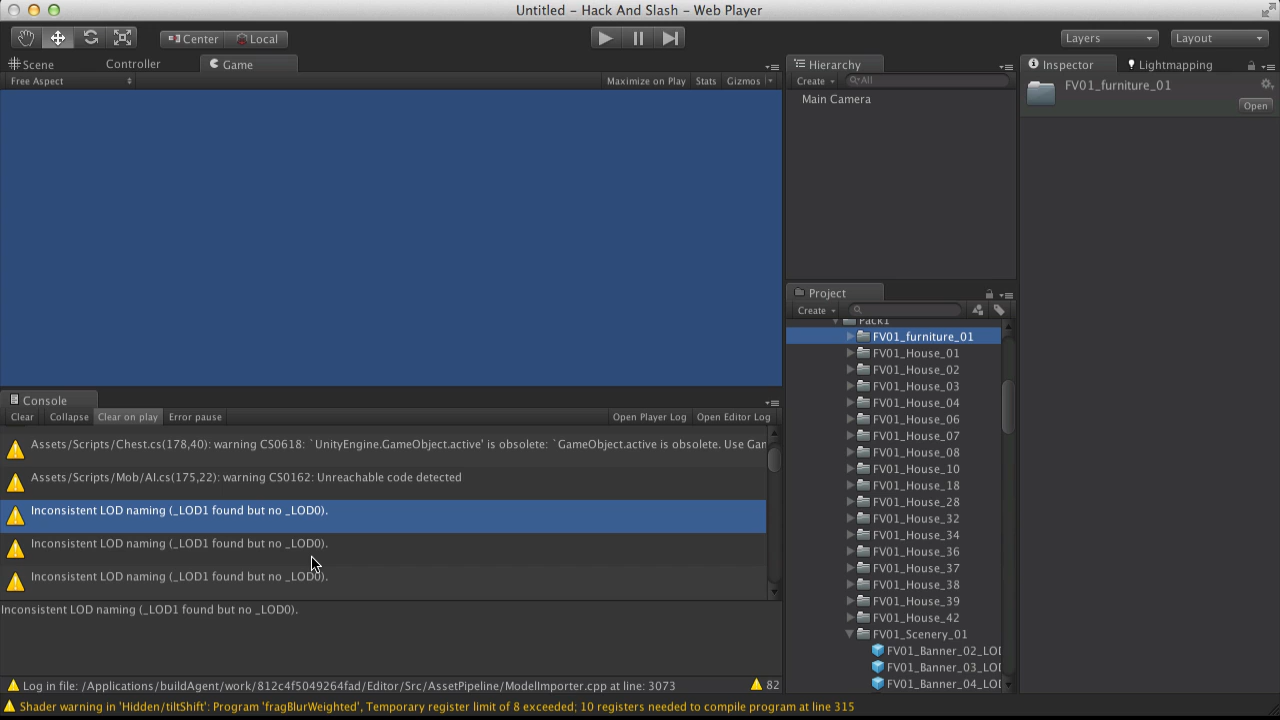 Untitled - Hack And Slash - Web Player
Center
Local
Layers
Layout
Scene
Controller
Game
Free Aspect
Maximize on Play
Stats
Gizmos
Hierarchy
Create
All
Main Camera
Inspector
Lightmapping
FV01_furniture_01
Open
Project
Create
Pack1
FV01_furniture_01
FV01_House_01
FV01_House_02
FV01_House_03
FV01_House_04
FV01_House_06
FV01_House_07
FV01_House_08
FV01_House_10
FV01_House_18
FV01_House_28
FV01_House_32
FV01_House_34
FV01_House_36
FV01_House_37
FV01_House_38
FV01_House_39
FV01_House_42
FV01_Scenery_01
FV01_Banner_02_LOD
FV01_Banner_03_LOD
FV01_Banner_04_LOD
Console
Clear
Collapse
Clear on play
Error pause
Open Player Log
Open Editor Log
Assets/Scripts/Chest.cs(178,40): warning CS0618: `UnityEngine.GameObject.active' is obsolete: `GameObject.active is obsolete. Use Gam
Assets/Scripts/Mob/AI.cs(175,22): warning CS0162: Unreachable code detected
Inconsistent LOD naming (_LOD1 found but no _LOD0).
Inconsistent LOD naming (_LOD1 found but no _LOD0).
Inconsistent LOD naming (_LOD1 found but no _LOD0).
Inconsistent LOD naming (_LOD1 found but no _LOD0).
Log in file: /Applications/buildAgent/work/812c4f5049264fad/Editor/Src/AssetPipeline/ModelImporter.cpp at line: 3073
82
Shader warning in 'Hidden/tiltShift': Program 'fragBlurWeighted', Temporary register limit of 8 exceeded; 10 registers needed to compile program at line 315